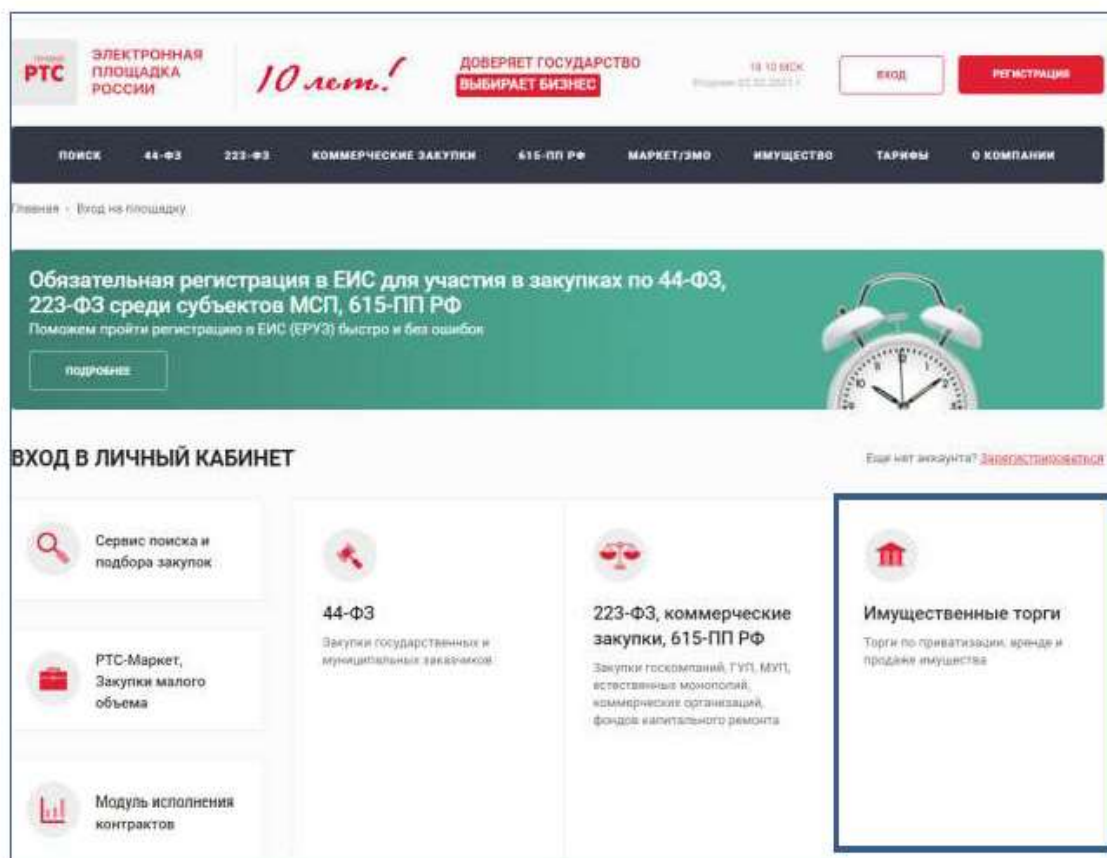 РТС
ЭЛЕКТРОННАЯ
ПЛОЩАДКА
РОССИИ
10 лет!
ДОВЕРЯЕТ ГОСУДАРСТВО
ВЫБИРАЕТ БИЗНЕС
18:10 МСК
ВХОД
РЕГИСТРАЦИЯ
ПОИСК 44-ФЗ 223-ФЗ КОММЕРЧЕСКИЕ ЗАКУПКИ 615-ПП РФ МАРКЕТ/ЗМО ИМУЩЕСТВО ТАРИФЫ О КОМПАНИИ
Главная - Вход на площадку
Обязательная регистрация в ЕИС для участия в закупках по 44-ФЗ,
223-ФЗ среди субъектов МСП, 615-ПП РФ
Поможем пройти регистрацию в ЕИС (ЕРУЗ) быстро и без ошибок
ПОДРОБНЕЕ
ВХОД В ЛИЧНЫЙ КАБИНЕТ
Еще нет аккаунта? Зарегистрироваться
Сервис поиска и
подбора закупок
РТС-Маркет,
Закупки малого
объема
Модуль исполнения
контрактов
44-ФЗ
Закупки государственных и
муниципальных заказчиков
223-ФЗ, коммерческие
закупки, 615-ПП РФ
Закупки госкомпаний, ГУП, МУП,
естественных монополий,
коммерческих организаций,
фондов капитального ремонта
Имущественные торги
Торги по приватизации, аренде и
продаже имущества